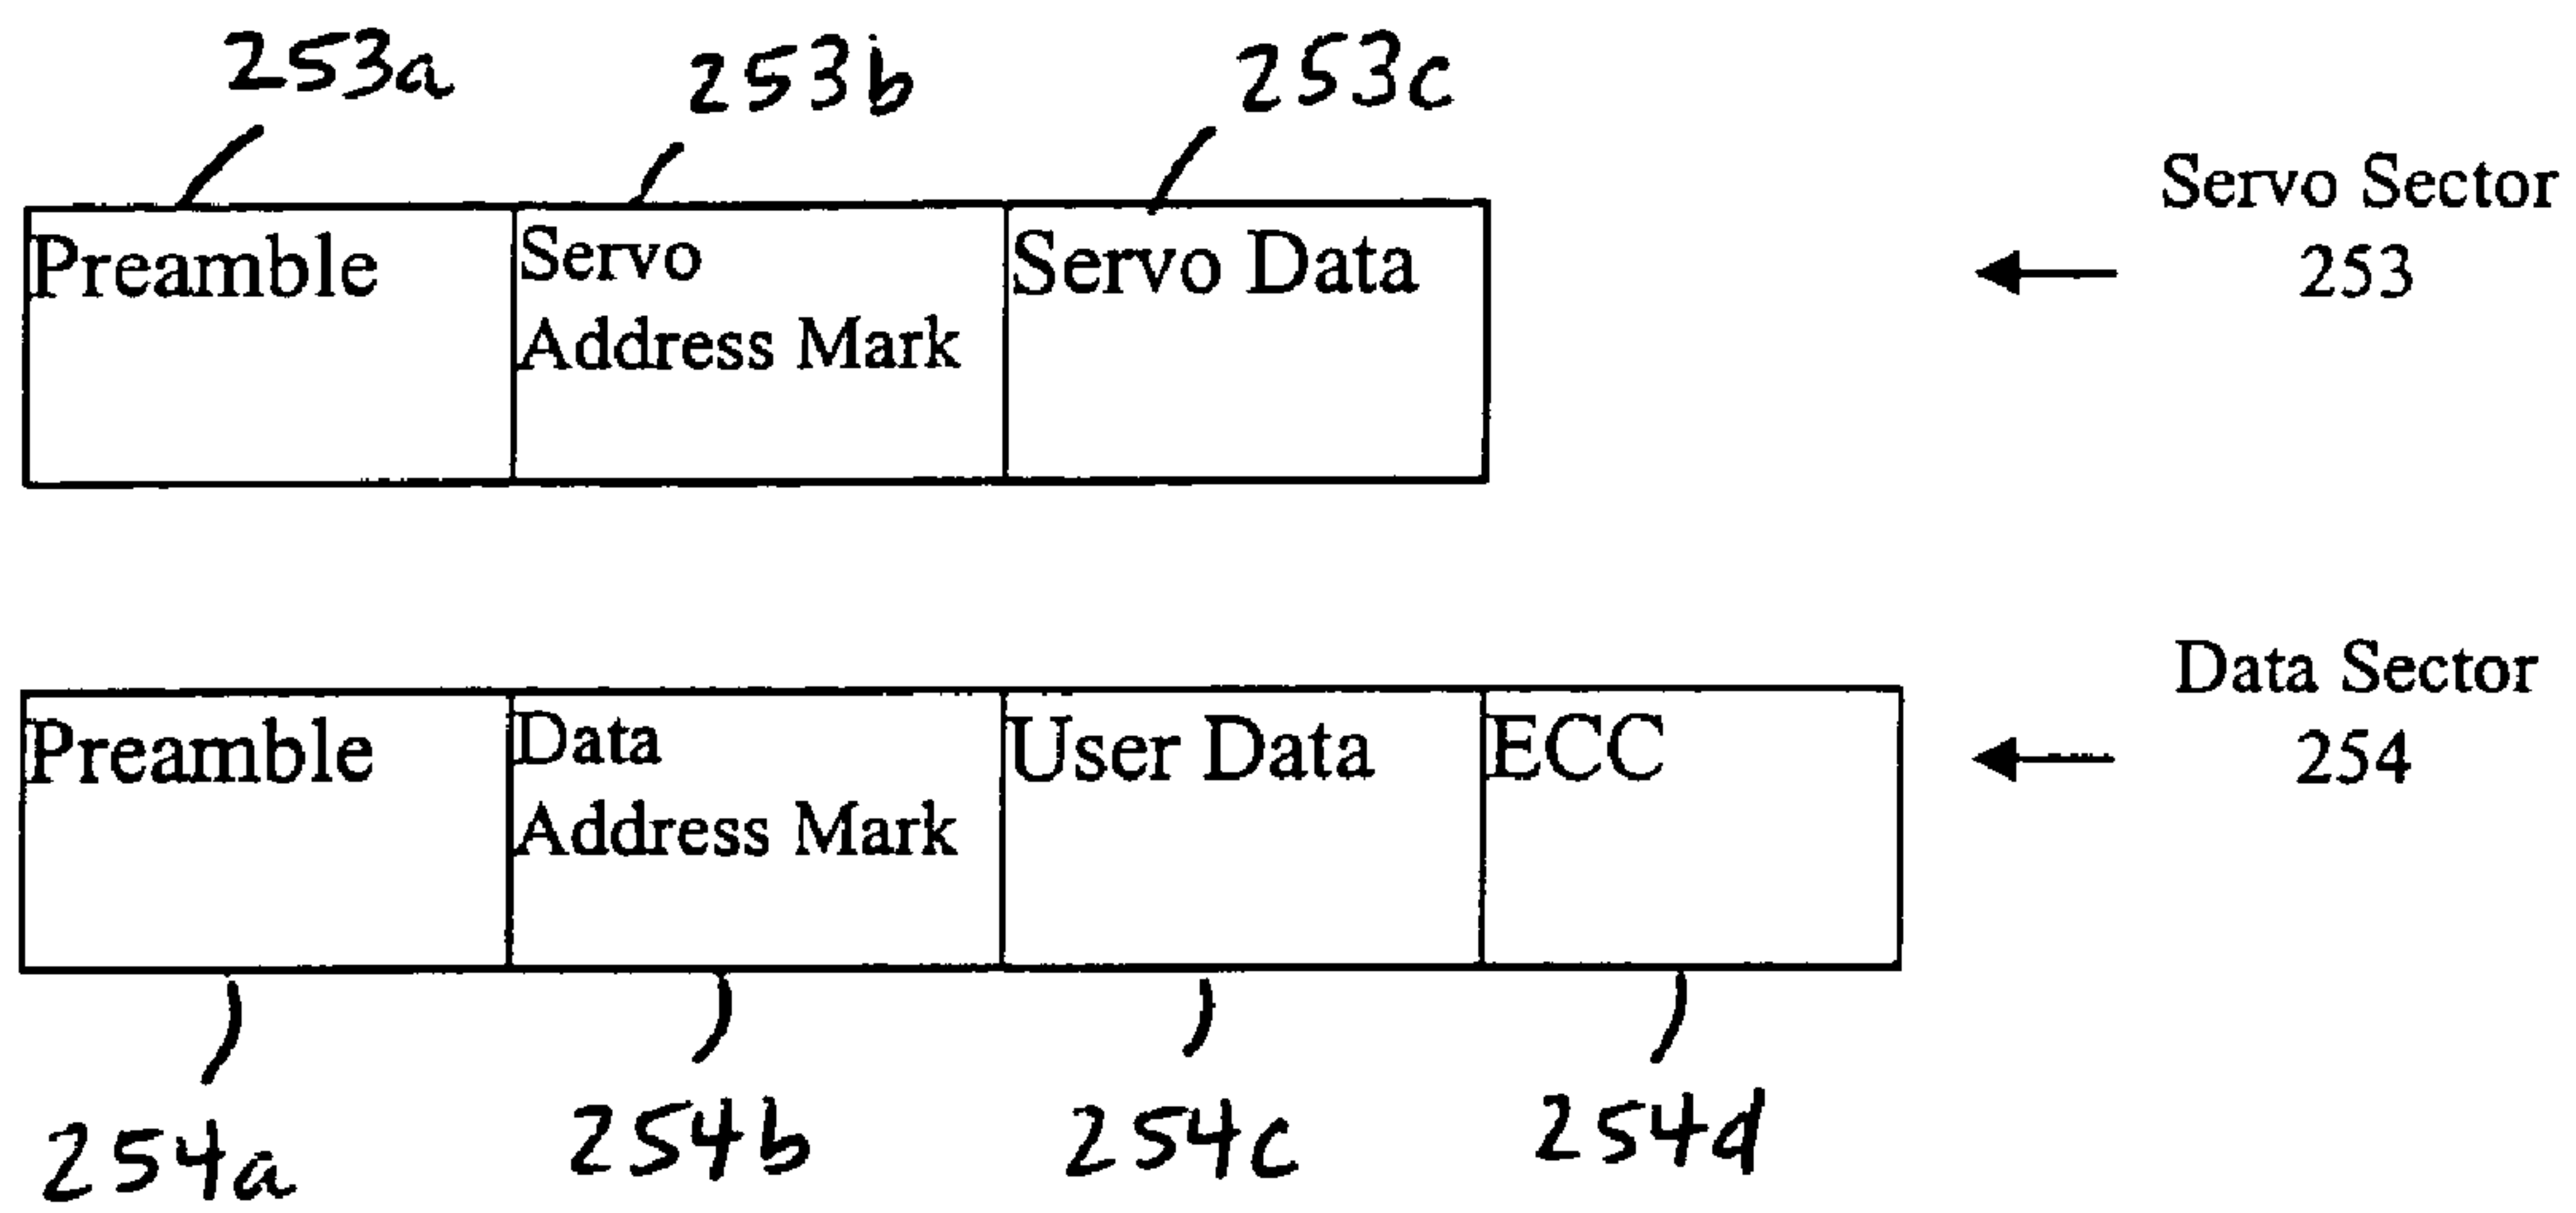 253a
253b
253c
Preamble
Servo
Address Mark
Servo Data
Servo Sector
253
Preamble
Data
Address Mark
User Data
ECC
Data Sector
254
254a
254b
254c
254d